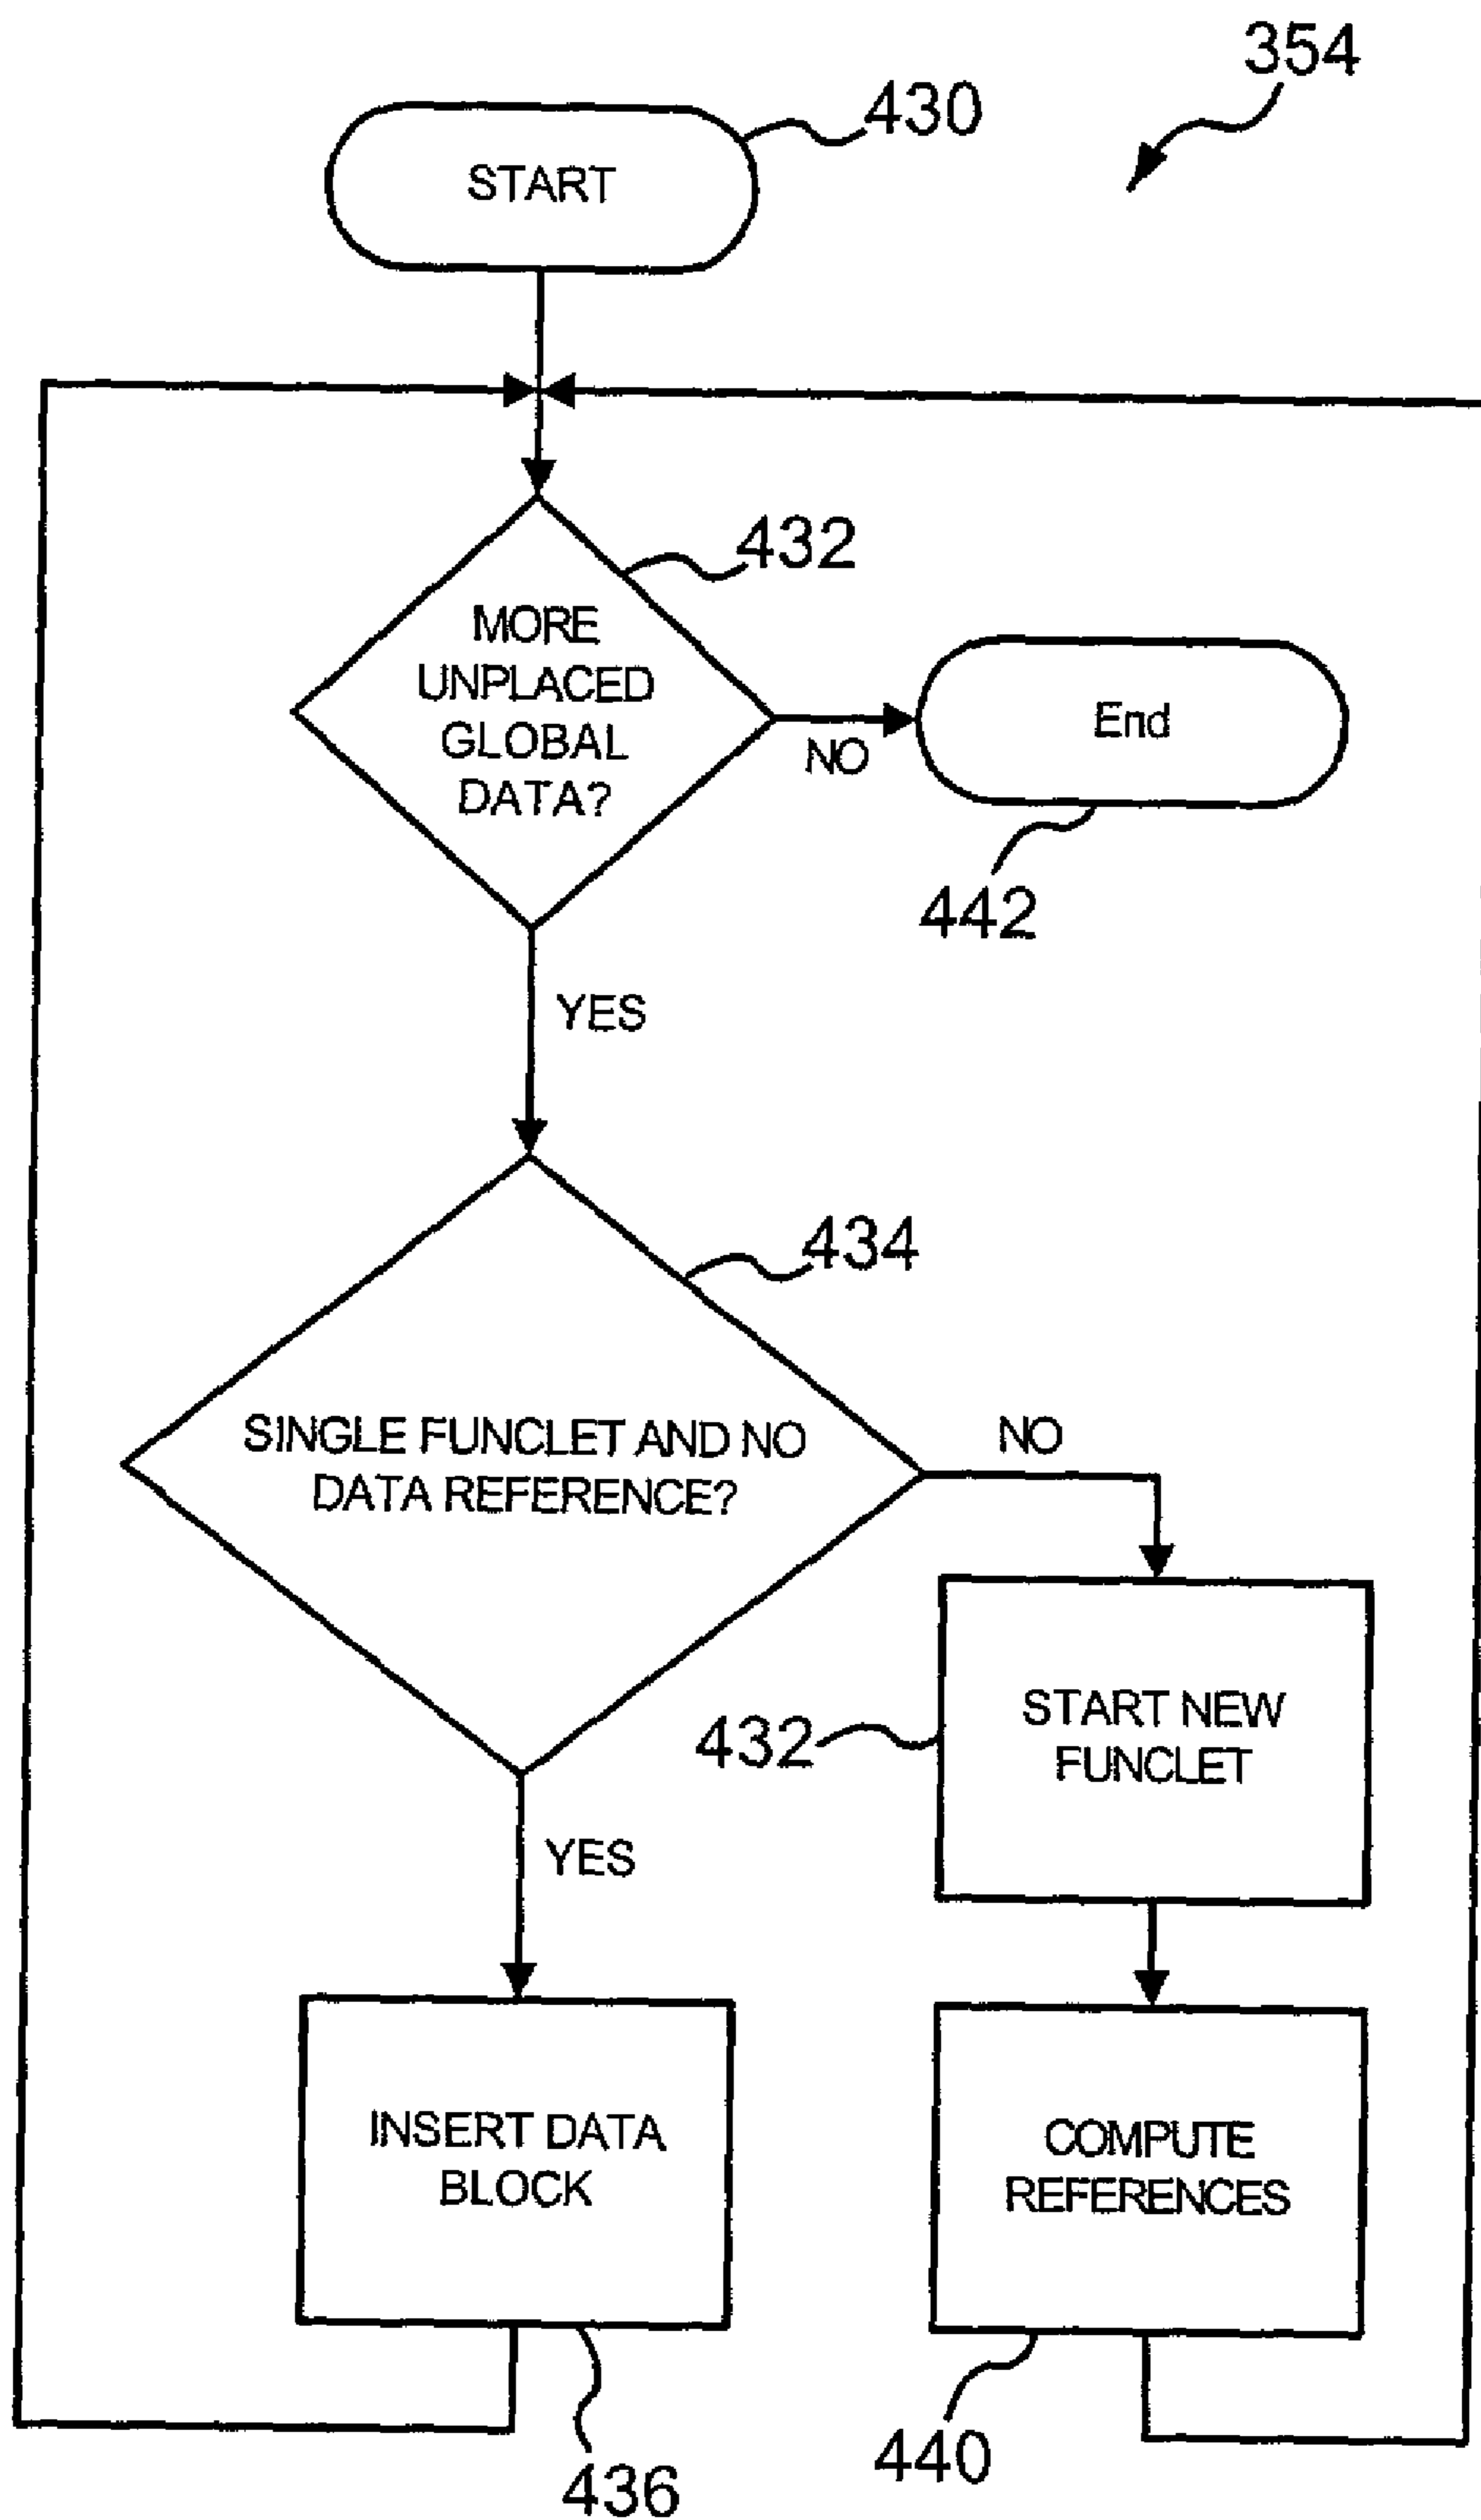 354
430
START
432
MORE
UNPLACED
GLOBAL
DATA?
NO
End
442
YES
434
SINGLE FUNCLET AND NO
DATA REFERENCE?
NO
432
START NEW
FUNCLET
YES
INSERT DATA
BLOCK
COMPUTE
REFERENCES
440
436